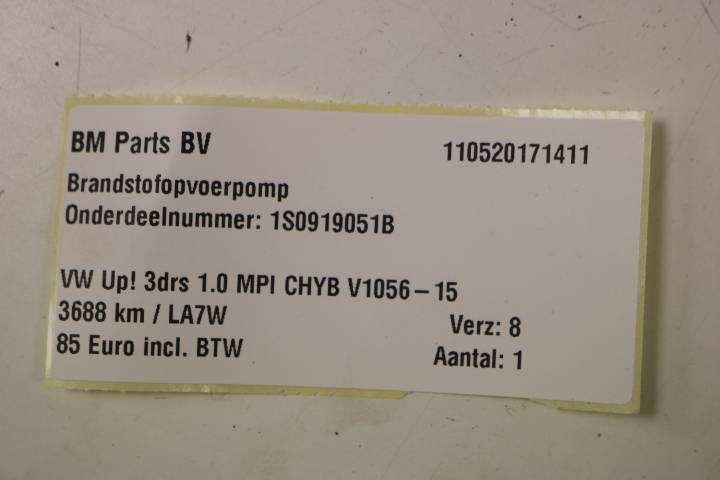 BM Parts BV 110520171411
Brandstofopvoerpomp
Onderdeelnummer: 1S0919051B
VW Up! 3drs 1.0 MPI CHYB V1056-15
3688 km / LA7W Verz: 8
85 Euro incl. BTW Aantal: 1